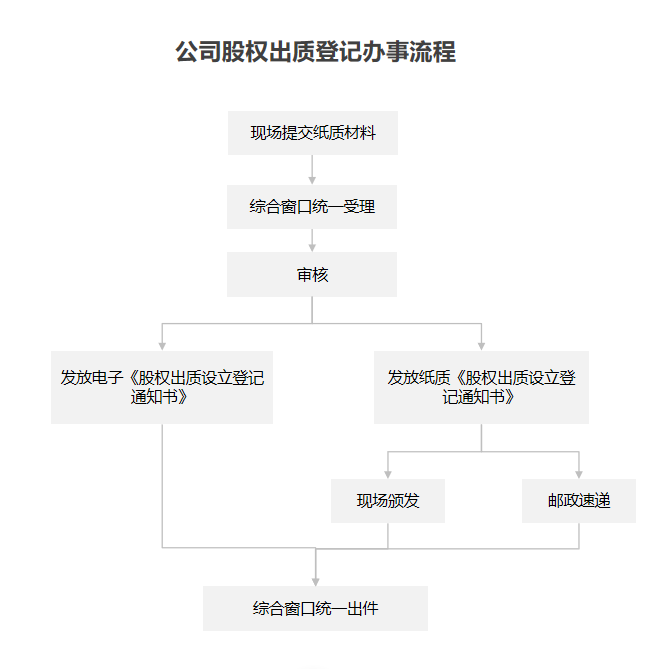 公司股权出质登记办事流程
现场提交纸质材料
综合窗口统一受理
审核
发放电子《股权出质设立登记
通知书》
发放纸质《股权出质设立登
记通知书》
现场颁发
邮政速递
综合窗口统一出件